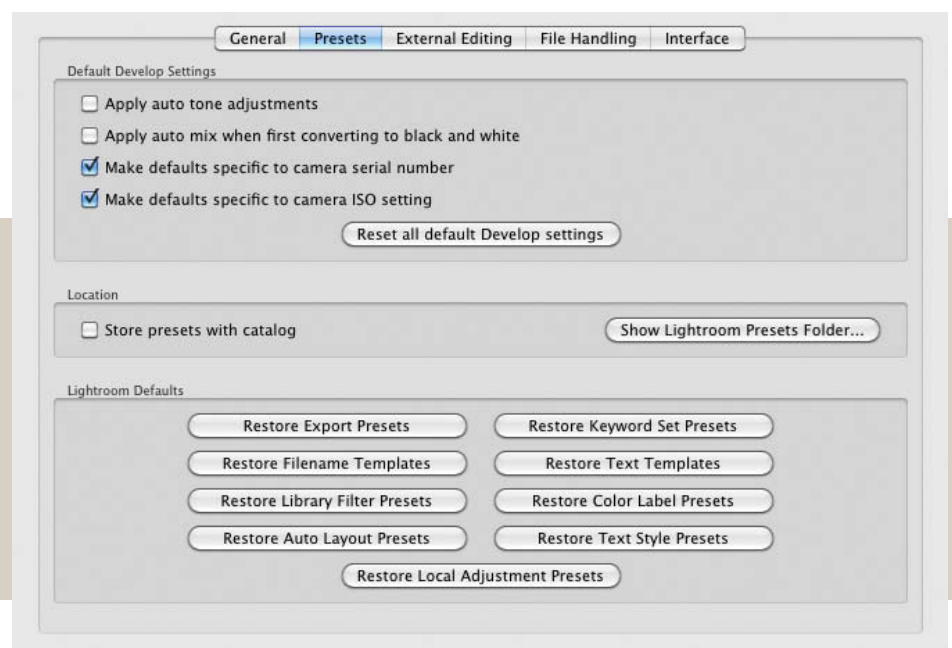 General Presets External Editing File Handling Interface
Default Develop Settings
Apply auto tone adjustments
Apply auto mix when first converting to black and white
Make defaults specific to camera serial number
Make defaults specific to camera ISO setting
Reset all default Develop settings
Location
Store presets with catalog Show Lightroom Presets Folder...
Lightroom Defaults
Restore Export Presets Restore Keyword Set Presets
Restore Filename Templates Restore Text Templates
Restore Library Filter Presets Restore Color Label Presets
Restore Auto Layout Presets Restore Text Style Presets
Restore Local Adjustment Presets